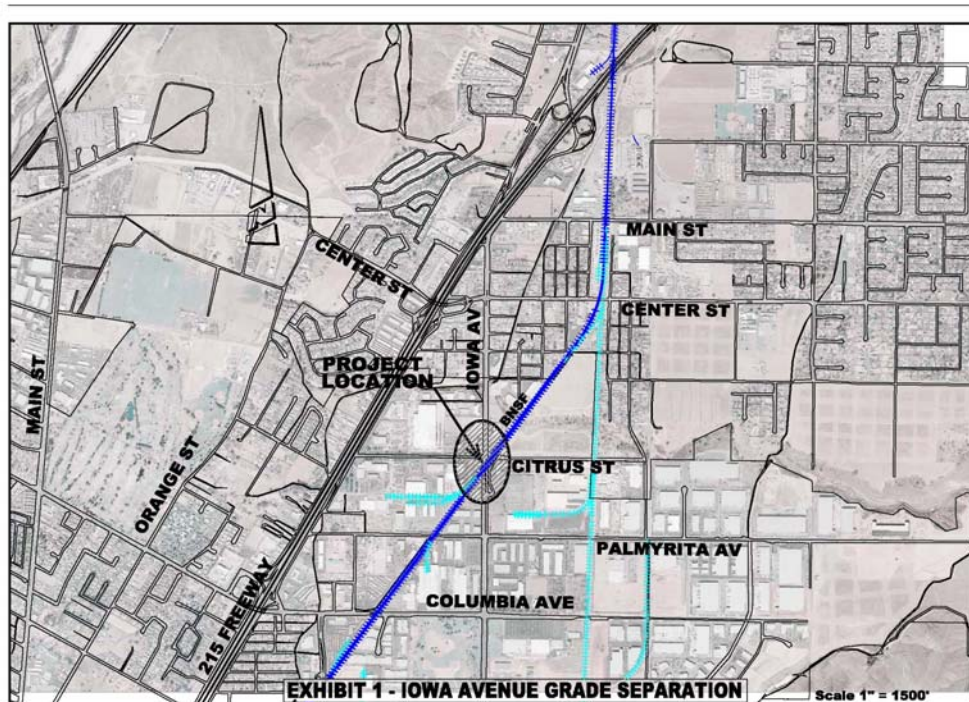 MAIN ST
CENTER ST
CENTER ST
IOWA AV
PROJECT
LOCATION
MAIN ST
BNSF
CITRUS ST
ORANGE ST
PALMYRITA AV
215 FREEWAY
COLUMBIA AVE
EXHIBIT 1 - IOWA AVENUE GRADE SEPARATION
Scale 1" = 1500'